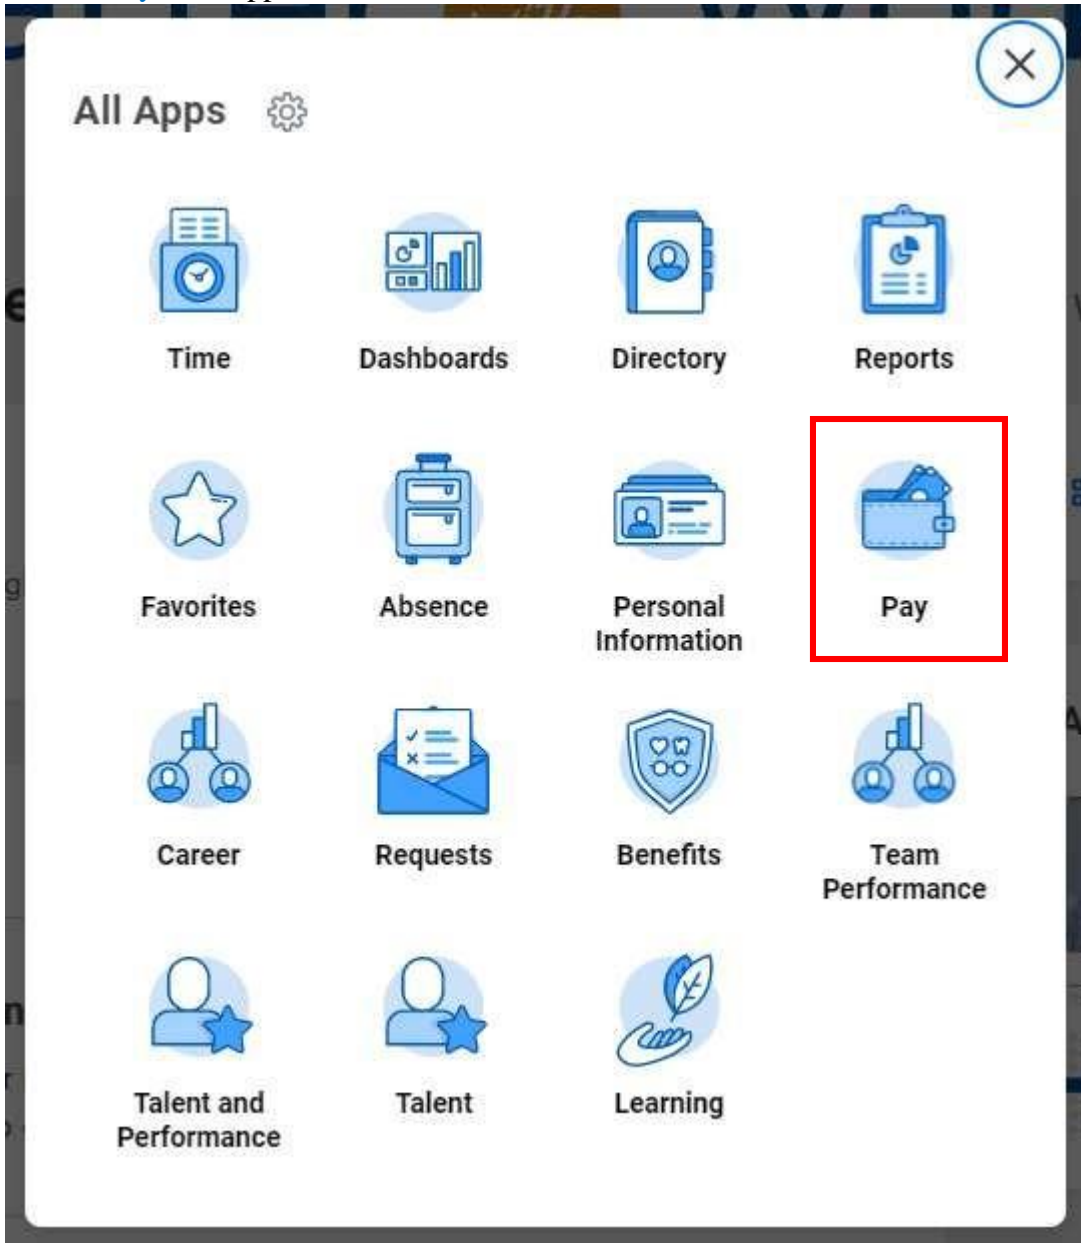 All Apps
Time
Dashboards
Directory
Reports
Favorites
Absence
Personal
Information
Pay
Career
Requests
Benefits
Team
Performance
Talent and
Performance
Talent
Learning